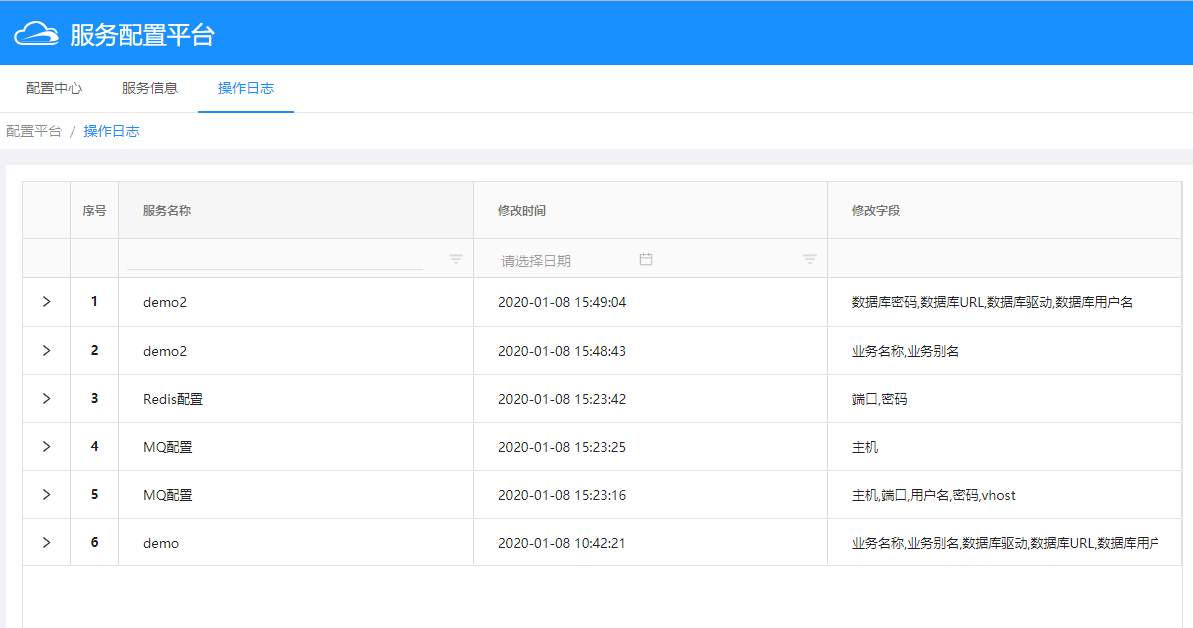 服务配置平台
配置中心 服务信息 操作日志
配置平台 / 操作日志
序号 服务名称 修改时间 修改字段
请选择日期
1 demo2 2020-01-08 15:49:04 数据库密码,数据库URL,数据库驱动,数据库用户名
2 demo2 2020-01-08 15:48:43 业务名称,业务别名
3 Redis配置 2020-01-08 15:23:42 端口,密码
4 MQ配置 2020-01-08 15:23:25 主机
5 MQ配置 2020-01-08 15:23:16 主机,端口,用户名,密码,vhost
6 demo 2020-01-08 10:42:21 业务名称,业务别名,数据库驱动,数据库URL,数据库用户